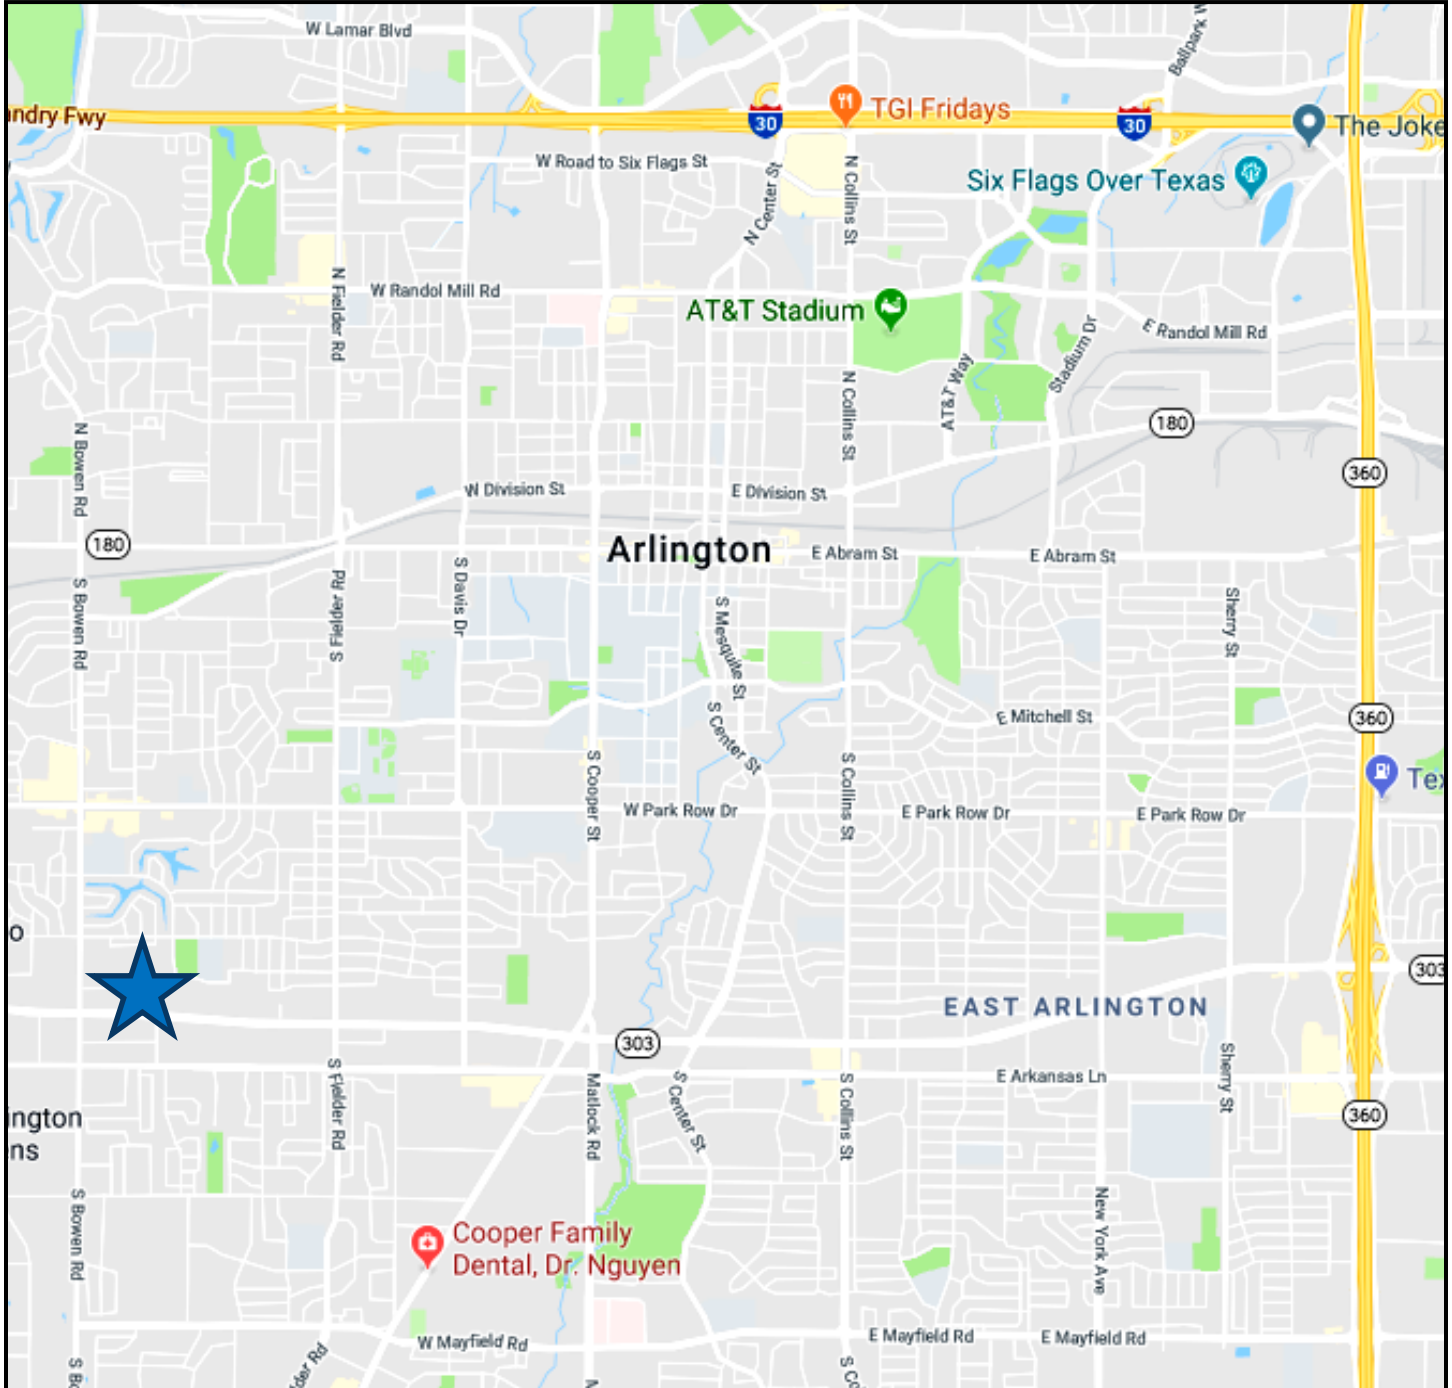 W Lamar Blvd
Ballpark W
andry Fwy
30
TGI Fridays
30
The Joke
W Road to Six Flags St
Six Flags Over Texas
N Center St
N Collins St
N Fielder Rd
W Randol Mill Rd
AT&T Stadium
E Randol Mill Rd
Stadium Dr
AT&T Way
N Collins St
180
N Bowen Rd
360
W Division St
E Division St
180
Arlington
E Abram St
E Abram St
S Bowen Rd
S Fielder Rd
S Davis Dr
S Mesquite St
Sherry St
S Center St
E Mitchell St
360
S Cooper St
S Collins St
Tex
W Park Row Dr
E Park Row Dr
E Park Row Dr
o
303
EAST ARLINGTON
303
S Fielder Rd
Matlock Rd
S Center St
S Collins St
E Arkansas Ln
Sherry St
360
ington
ns
S Bowen Rd
New York Ave
Cooper Family
Dental, Dr. Nguyen
W Mayfield Rd
E Mayfield Rd
E Mayfield Rd
S Bo
lder Rd
N
S Co